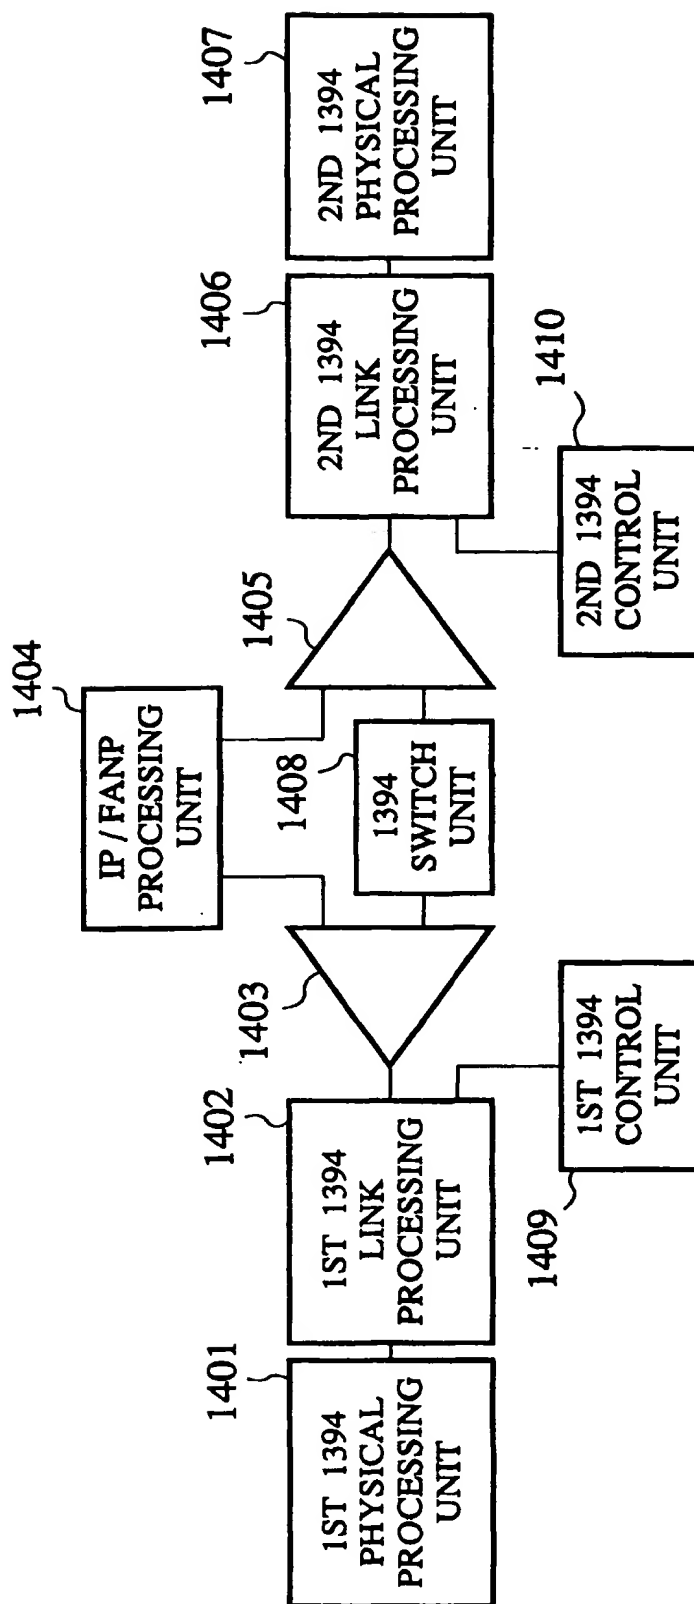 1401
1ST 1394
PHYSICAL
PROCESSING
UNIT
1402
1ST 1394
LINK
PROCESSING
UNIT
1403
1409
1ST 1394
CONTROL
UNIT
1404
IP / FANP
PROCESSING
UNIT
1408
1394
SWITCH
UNIT
1405
1406
2ND 1394
LINK
PROCESSING
UNIT
1410
2ND 1394
CONTROL
UNIT
1407
2ND 1394
PHYSICAL
PROCESSING
UNIT